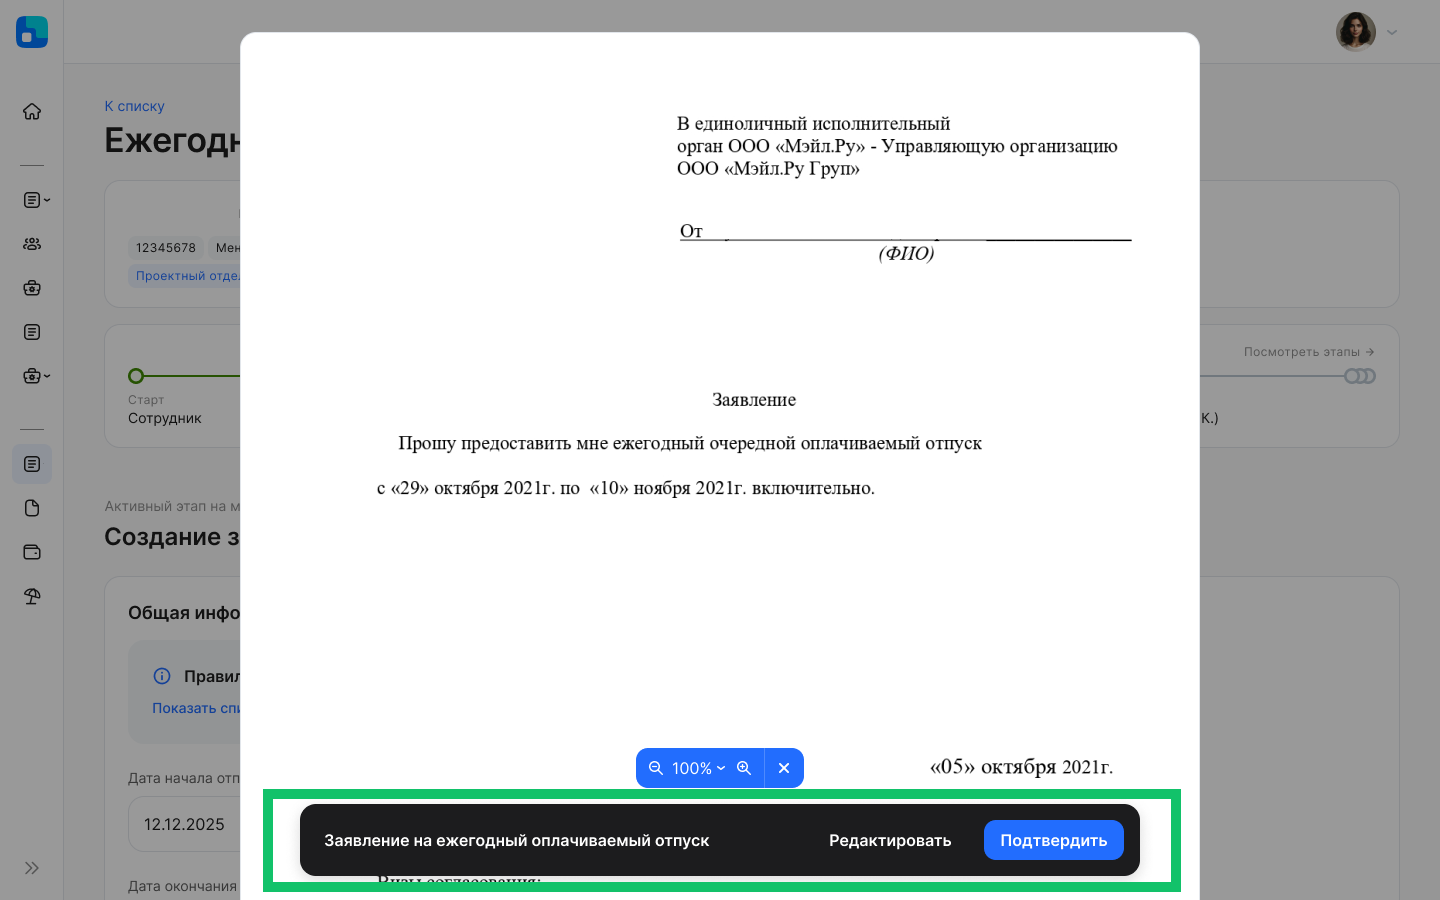 К списку
Ежегодн
12345678
Мен
Проектный отдел
Посмотреть этапы
Старт
Сотрудник
К.)
Активный этап на м
Создание з
Общая инфо
Правил
Показать спи
Дата начала отп
12.12.2025
Дата окончания
В единоличный исполнительный
орган ООО «Мэйл.Ру» - Управляющую организацию
ООО «Мэйл.Ру Груп»
От
(ФИО)
Заявление
Прошу предоставить мне ежегодный очередной оплачиваемый отпуск
с «29» октября 2021г. по «10» ноября 2021г. включительно.
«05» октября 2021г.
100%
Заявление на ежегодный оплачиваемый отпуск
Редактировать
Подтвердить
Визы согласования: